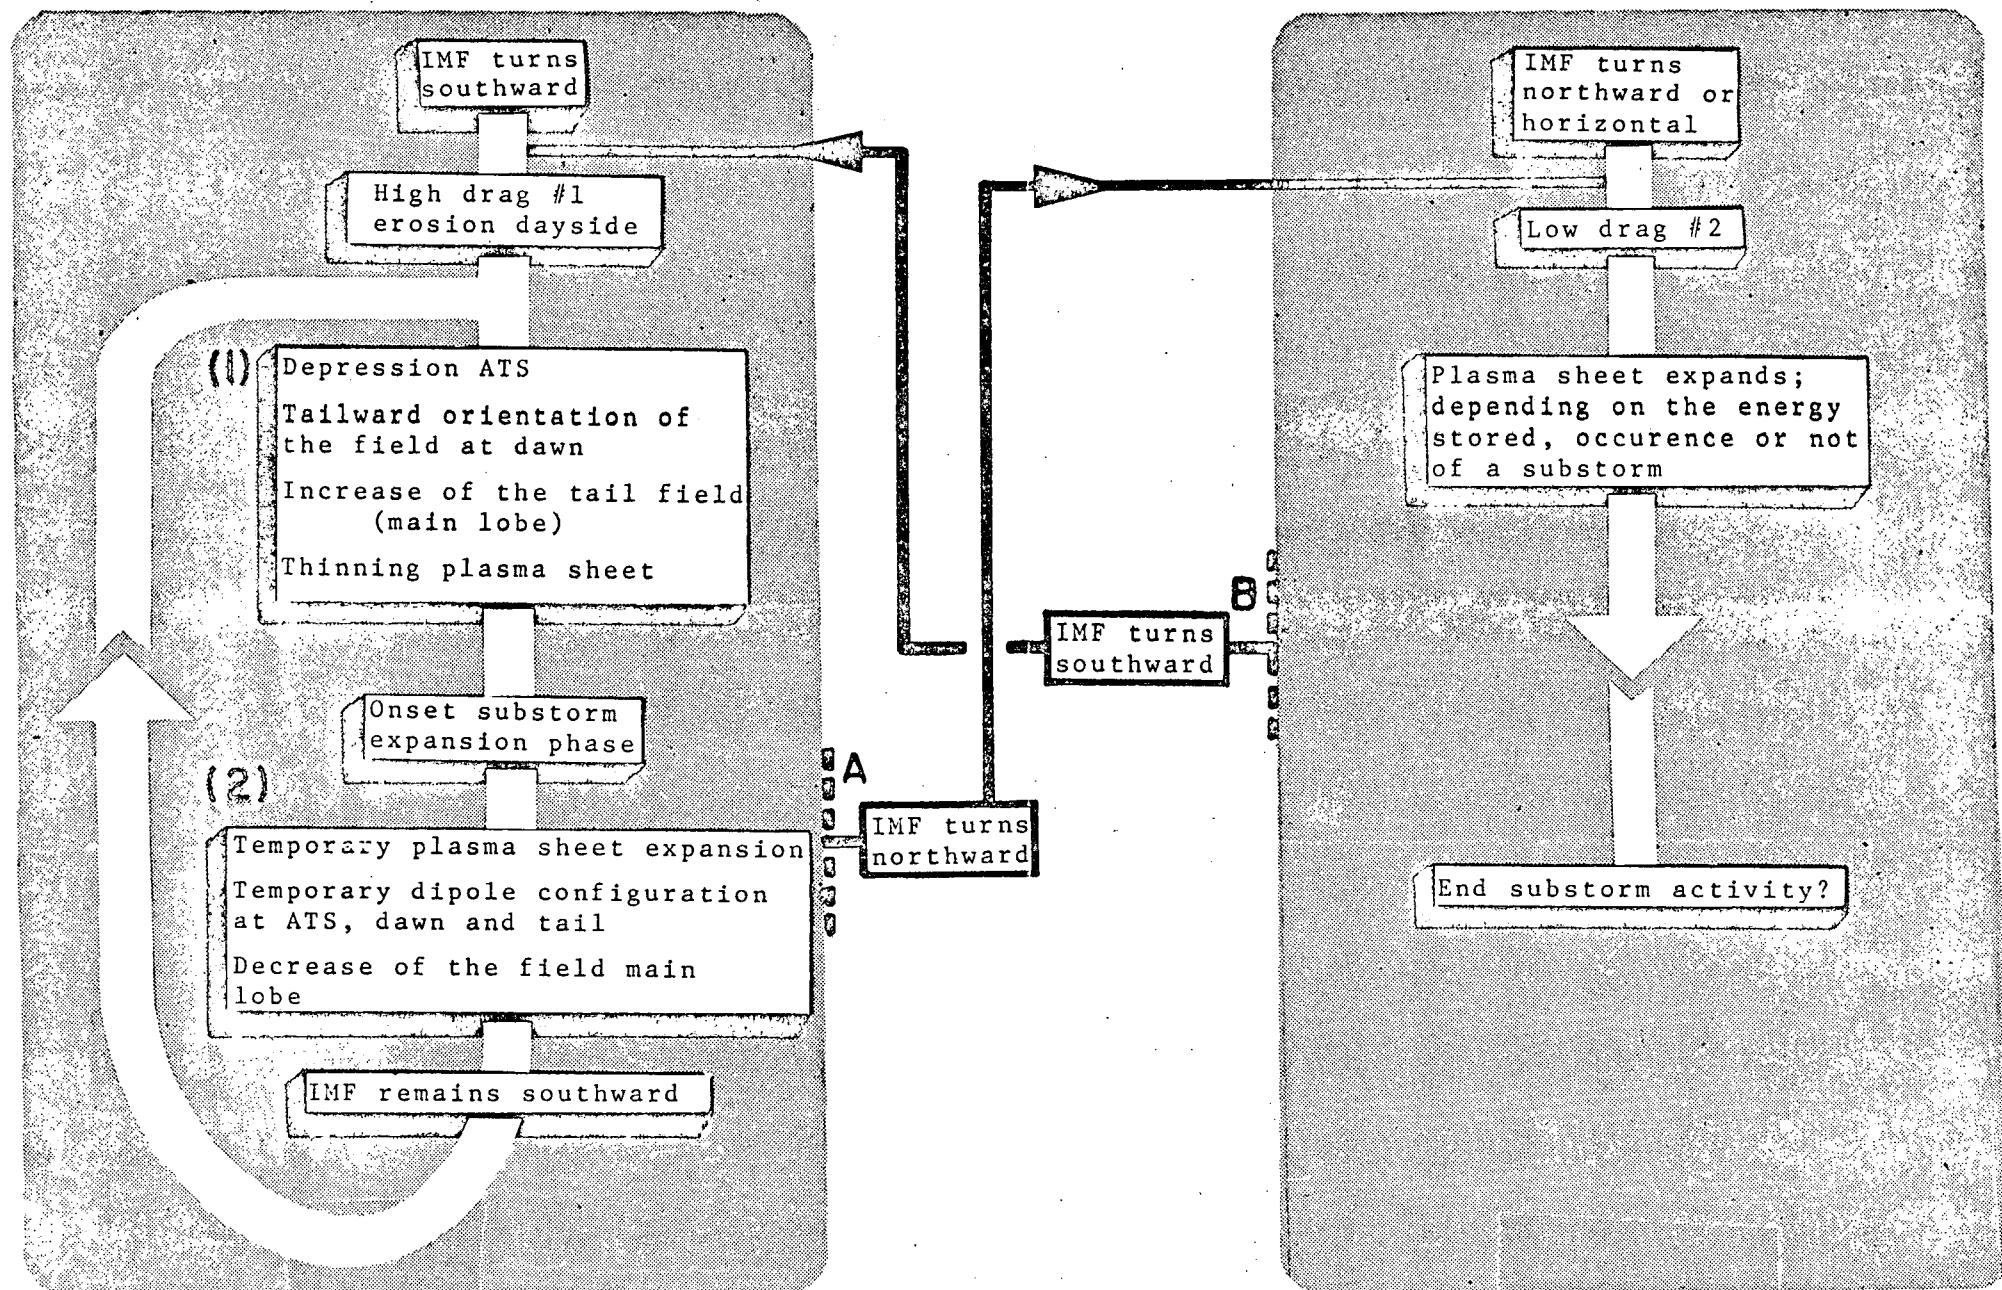 IMF turns
southward
High drag #1
erosion dayside
(1)
Depression ATS
Tailward orientation of
the field at dawn
Increase of the tail field
(main lobe)
Thinning plasma sheet
Onset substorm
expansion phase
(2)
Temporary plasma sheet expansion
Temporary dipole configuration
at ATS, dawn and tail
Decrease of the field main
lobe
IMF remains southward
A
IMF turns
northward
B
IMF turns
southward
IMF turns
northward or
horizontal
Low drag #2
Plasma sheet expands;
depending on the energy
stored, occurence or not
of a substorm
End substorm activity?